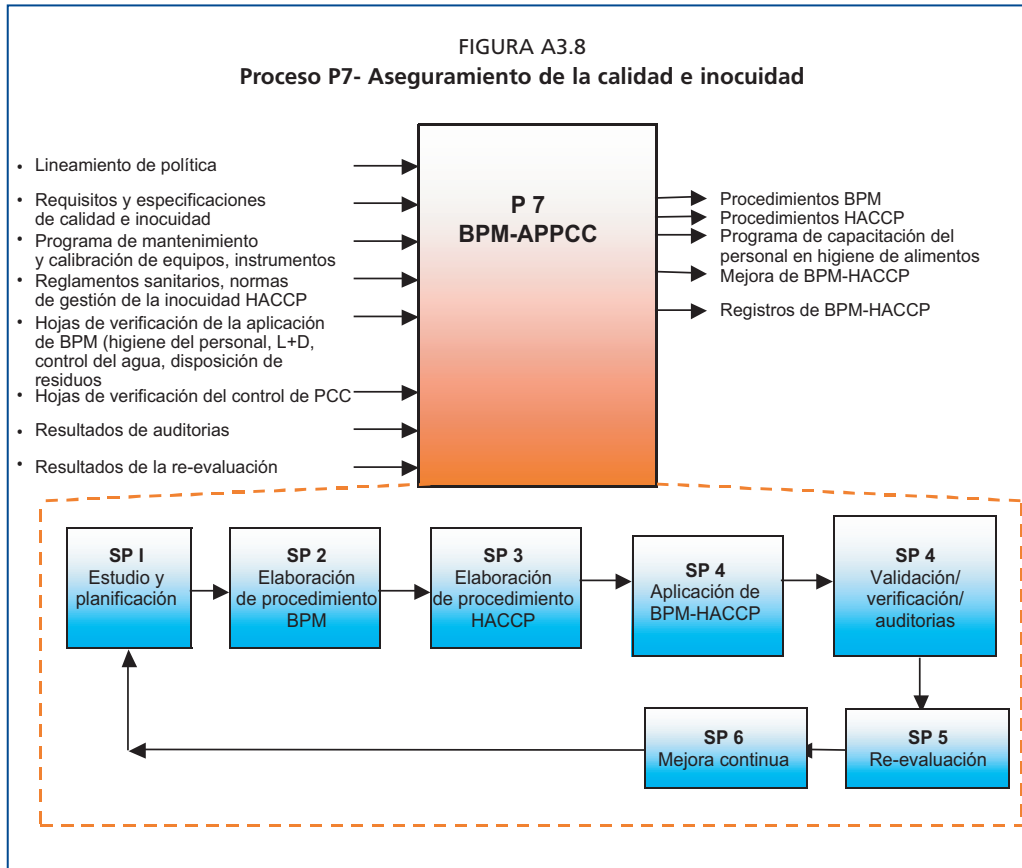 FIGURA A3.8
Proceso P7- Aseguramiento de la calidad e inocuidad
• Lineamiento de política
• Requisitos y especificaciones
de calidad e inocuidad
• Programa de mantenimiento
y calibración de equipos, instrumentos
• Reglamentos sanitarios, normas
de gestión de la inocuidad HACCP
• Hojas de verificación de la aplicación
de BPM (higiene del personal, L+D,
control del agua, disposición de
residuos
• Hojas de verificación del control de PCC
• Resultados de auditorias
• Resultados de la re-evaluación
P 7
BPM-APPCC
Procedimientos BPM
Procedimientos HACCP
Programa de capacitación del
personal en higiene de alimentos
Mejora de BPM-HACCP
Registros de BPM-HACCP
SP I
Estudio y
planificación
SP 2
Elaboración
de procedimiento
BPM
SP 3
Elaboración
de procedimiento
HACCP
SP 4
Aplicación de
BPM-HACCP
SP 4
Validación/
verificación/
auditorias
SP 5
Re-evaluación
SP 6
Mejora continua